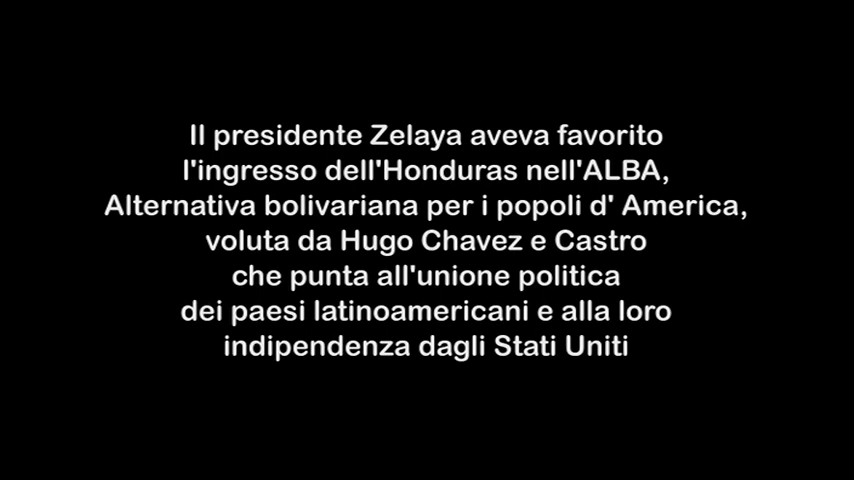 Il presidente Zelaya aveva favorito
l'ingresso dell'Honduras nell'ALBA,
Alternativa bolivariana per i popoli d' America,
voluta da Hugo Chavez e Castro
che punta all'unione politica
dei paesi latinoamericani e alla loro
indipendenza dagli Stati Uniti